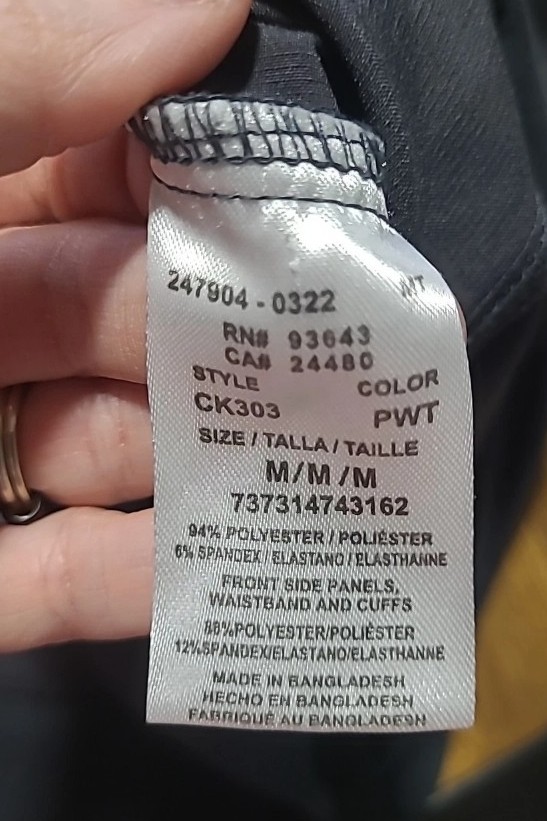 247904 - 0322 MT
RN# 93643
CA# 24480
STYLE COLOR
CK303 PWT
SIZE / TALLA / TAILLE
M/M/M
737314743162
94% POLYESTER / POLIÉSTER
6% SPANDEX / ELASTANO / ELASTHANNE
FRONT SIDE PANELS,
WAISTBAND AND CUFFS
88%POLYESTER/POLIÉSTER
12%SPANDEX/ELASTANO/ELASTHANNE
MADE IN BANGLADESH
HECHO EN BANGLADESH
FABRIQUÉ AU BANGLADESH